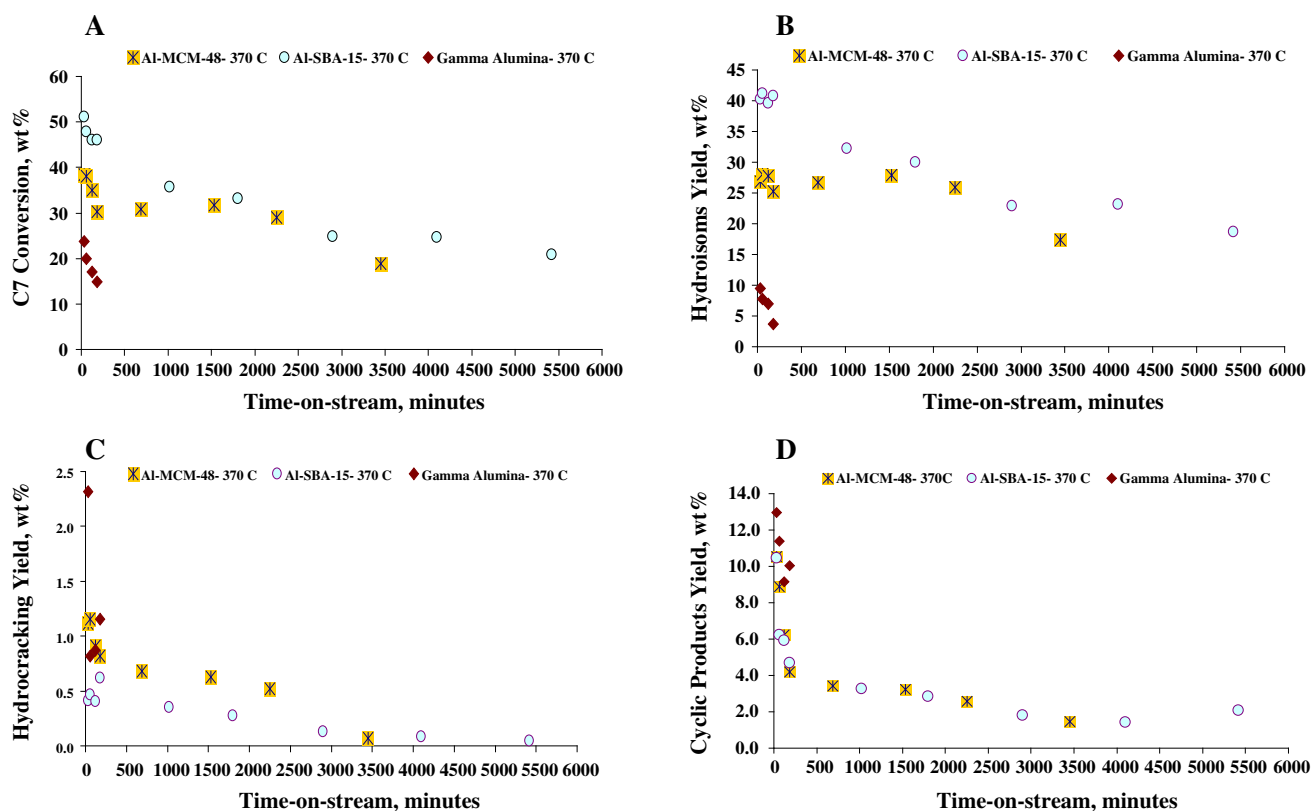 A
Al-MCM-48- 370 C Al-SBA-15- 370 C Gamma Alumina- 370 C
C7 Conversion, wt%
60
50
40
30
20
10
0
0 500 1000 1500 2000 2500 3000 3500 4000 4500 5000 5500 6000
Time-on-stream, minutes
B
Al-MCM-48- 370 C Al-SBA-15- 370 C Gamma Alumina- 370 C
Hydroisoms Yield, wt%
45
40
35
30
25
20
15
10
5
0
0 500 1000 1500 2000 2500 3000 3500 4000 4500 5000 5500 6000
Time-on-stream, minutes
C
Al-MCM-48- 370 C Al-SBA-15- 370 C Gamma Alumina- 370 C
Hydrocracking Yield, wt%
2.5
2.0
1.5
1.0
0.5
0.0
0 500 1000 1500 2000 2500 3000 3500 4000 4500 5000 5500 6000
Time-on-stream, minutes
D
Al-MCM-48- 370C Al-SBA-15- 370 C Gamma Alumina- 370 C
Cyclic Products Yield, wt%
14.0
12.0
10.0
8.0
6.0
4.0
2.0
0.0
0 500 1000 1500 2000 2500 3000 3500 4000 4500 5000 5500 6000
Time-on-stream, minutes